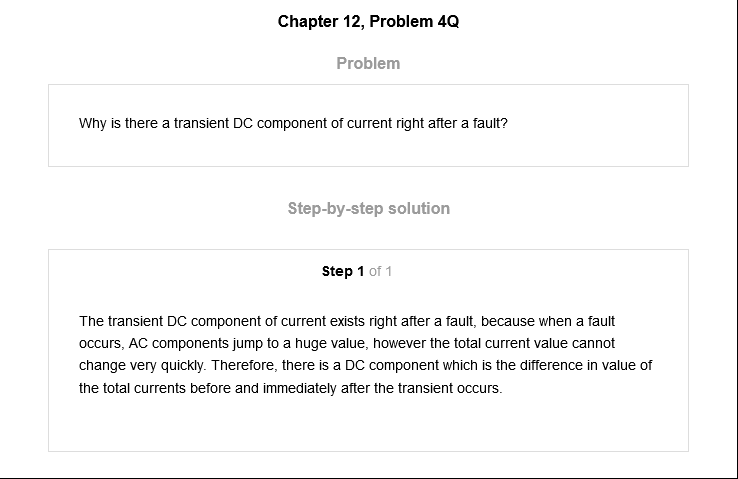 Chapter 12, Problem 4Q
Problem
Why is there a transient DC component of current right after a fault?
Step-by-step solution
Step 1 of 1
The transient DC component of current exists right after a fault, because when a fault
occurs, AC components jump to a huge value, however the total current value cannot
change very quickly. Therefore, there is a DC component which is the difference in value of
the total currents before and immediately after the transient occurs.